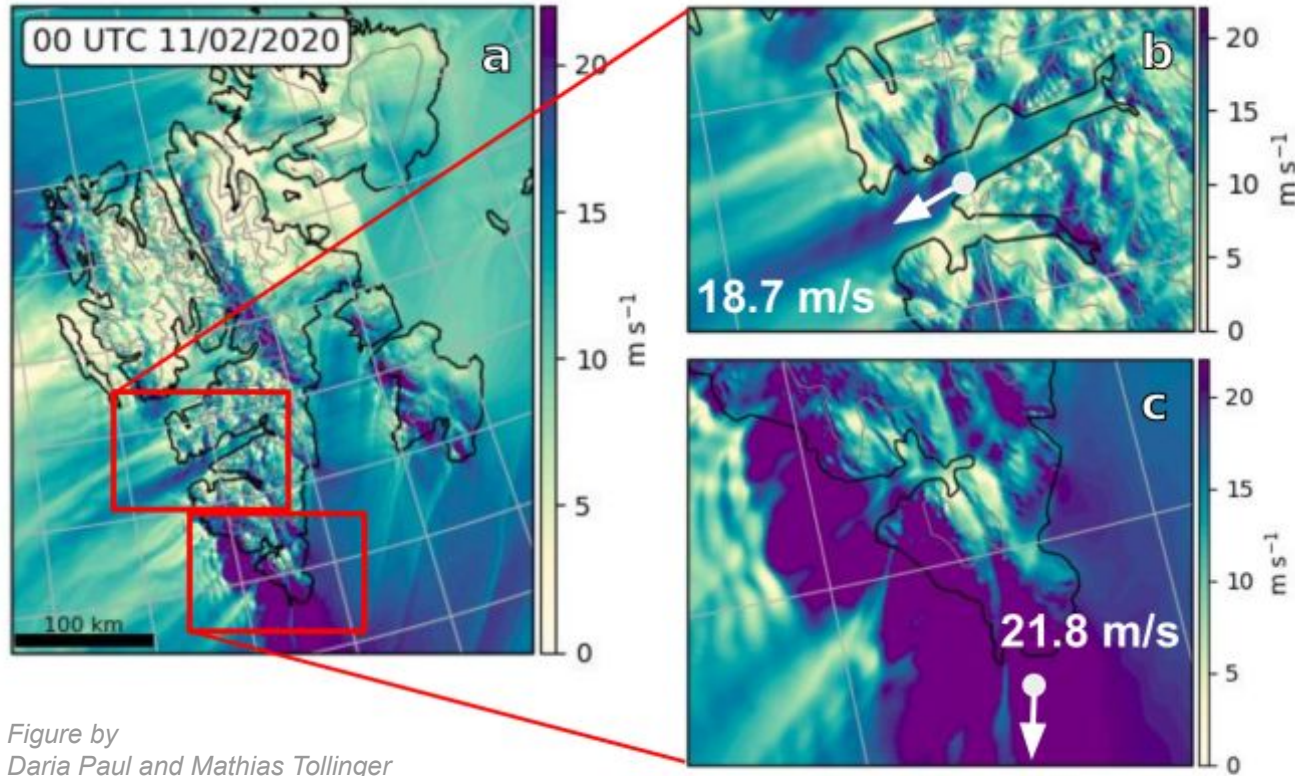 00 UTC 11/02/2020
a
20
15
10
5
0
m s⁻¹
100 km
b
20
15
10
5
0
m s⁻¹
18.7 m/s
c
20
15
10
5
0
m s⁻¹
21.8 m/s
Figure by
Daria Paul and Mathias Tollinger